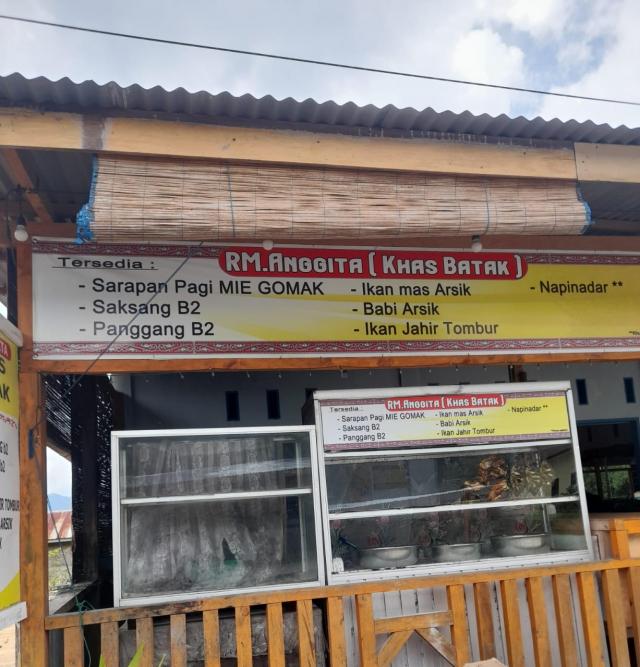 RM.ANGGITA ( KHAS BATAK )
Tersedia :
- Sarapan Pagi MIE GOMAK
- Saksang B2
- Panggang B2
- Ikan mas Arsik
- Babi Arsik
- Ikan Jahir Tombur
- Napinadar **
RM.ANGGITA ( KHAS BATAK )
Tersedia :
- Sarapan Pagi MIE GOMAK
- Saksang B2
- Panggang B2
- Ikan mas Arsik
- Babi Arsik
- Ikan Jahir Tombur
- Napinadar **
TOMBUR
ARSIK